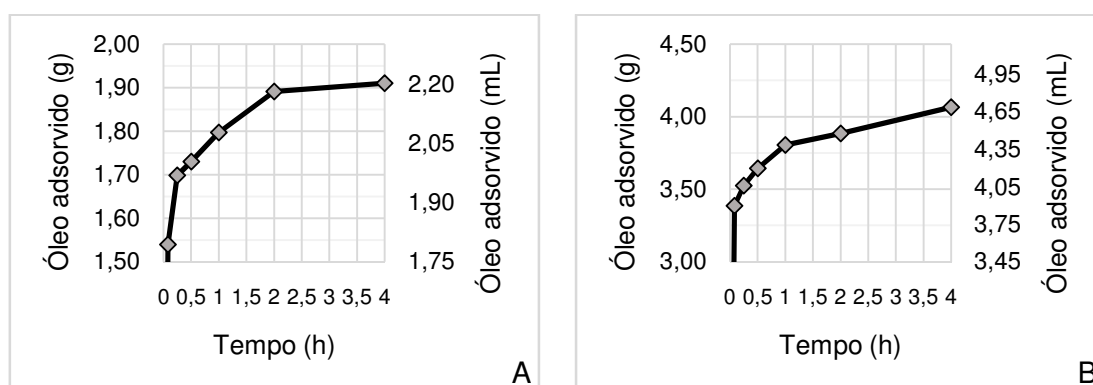 2,00
1,90
1,80
1,70
1,60
1,50
Óleo adsorvido (g)
2,20
2,05
1,90
1,75
Óleo adsorvido (mL)
0 0,5 1 1,5 2 2,5 3 3,5 4
Tempo (h)
A
4,50
4,00
3,50
3,00
Óleo adsorvido (g)
4,95
4,65
4,35
4,05
3,75
3,45
Óleo adsorvido (mL)
0 0,5 1 1,5 2 2,5 3 3,5 4
Tempo (h)
B